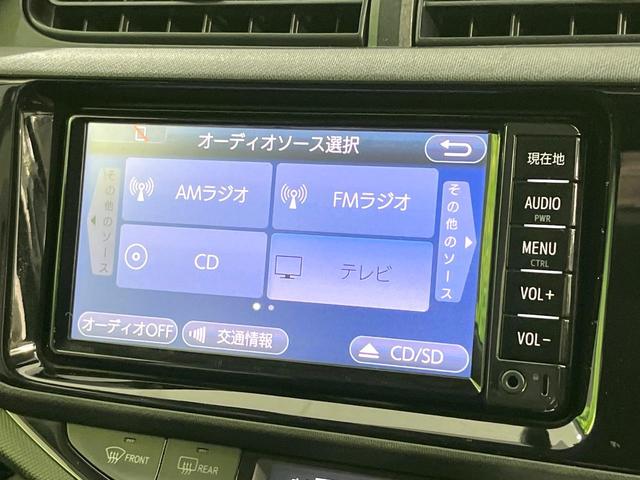 オーディオソース選択
その他のソース
AMラジオ
FMラジオ
その他のソース
CD
テレビ
オーディオOFF
交通情報
CD/SD
現在地
AUDIO
PWR
MENU
CTRL
VOL+
VOL-
FRONT
REAR